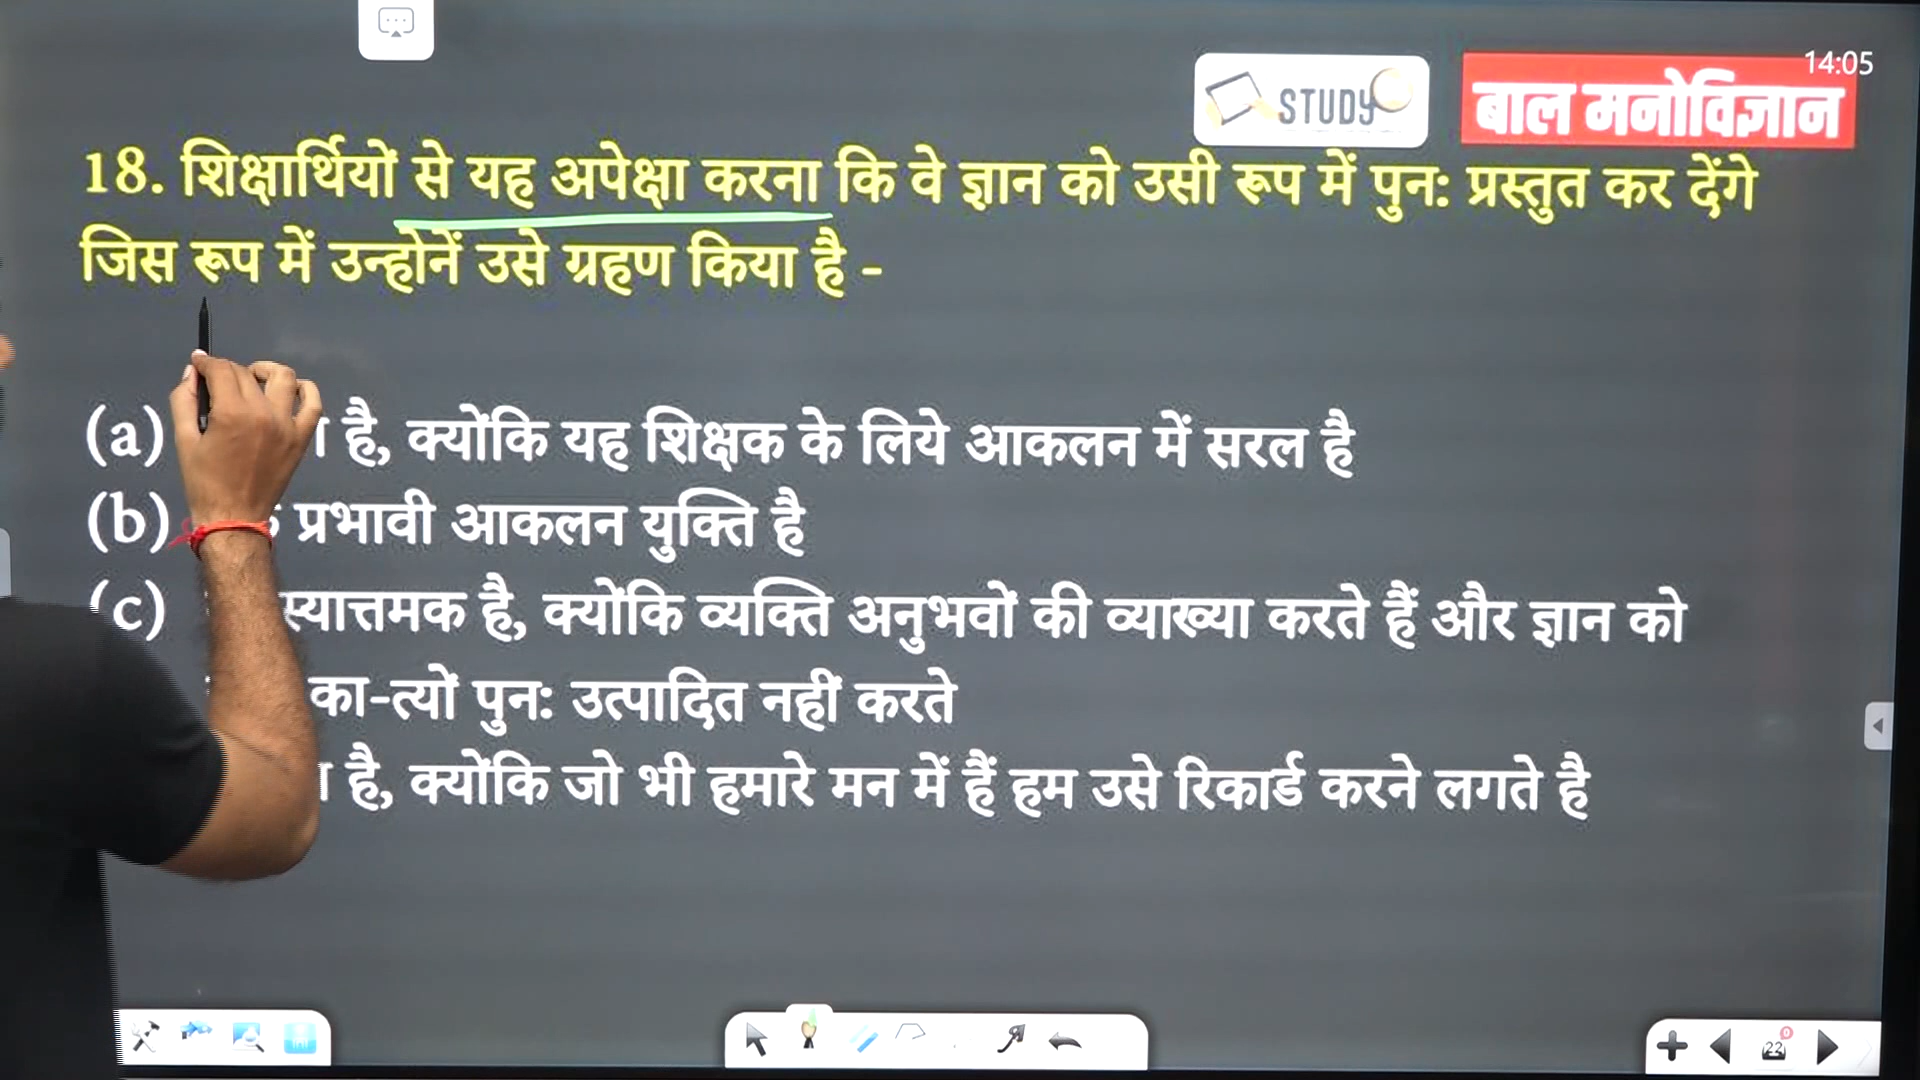 14:05
STUDY
बाल मनोविज्ञान
18. शिक्षार्थियों से यह अपेक्षा करना कि वे ज्ञान को उसी रूप में पुन: प्रस्तुत कर देंगे
जिस रूप में उन्होनें उसे ग्रहण किया है -
(a) है, क्योंकि यह शिक्षक के लिये आकलन में सरल है
(b) प्रभावी आकलन युक्ति है
(c) है, क्योंकि व्यक्ति अनुभवों की व्याख्या करते हैं और ज्ञान को
का-त्यों पुन: उत्पादित नहीं करते
है, क्योंकि जो भी हमारे मन में हैं हम उसे रिकार्ड करने लगते है
22